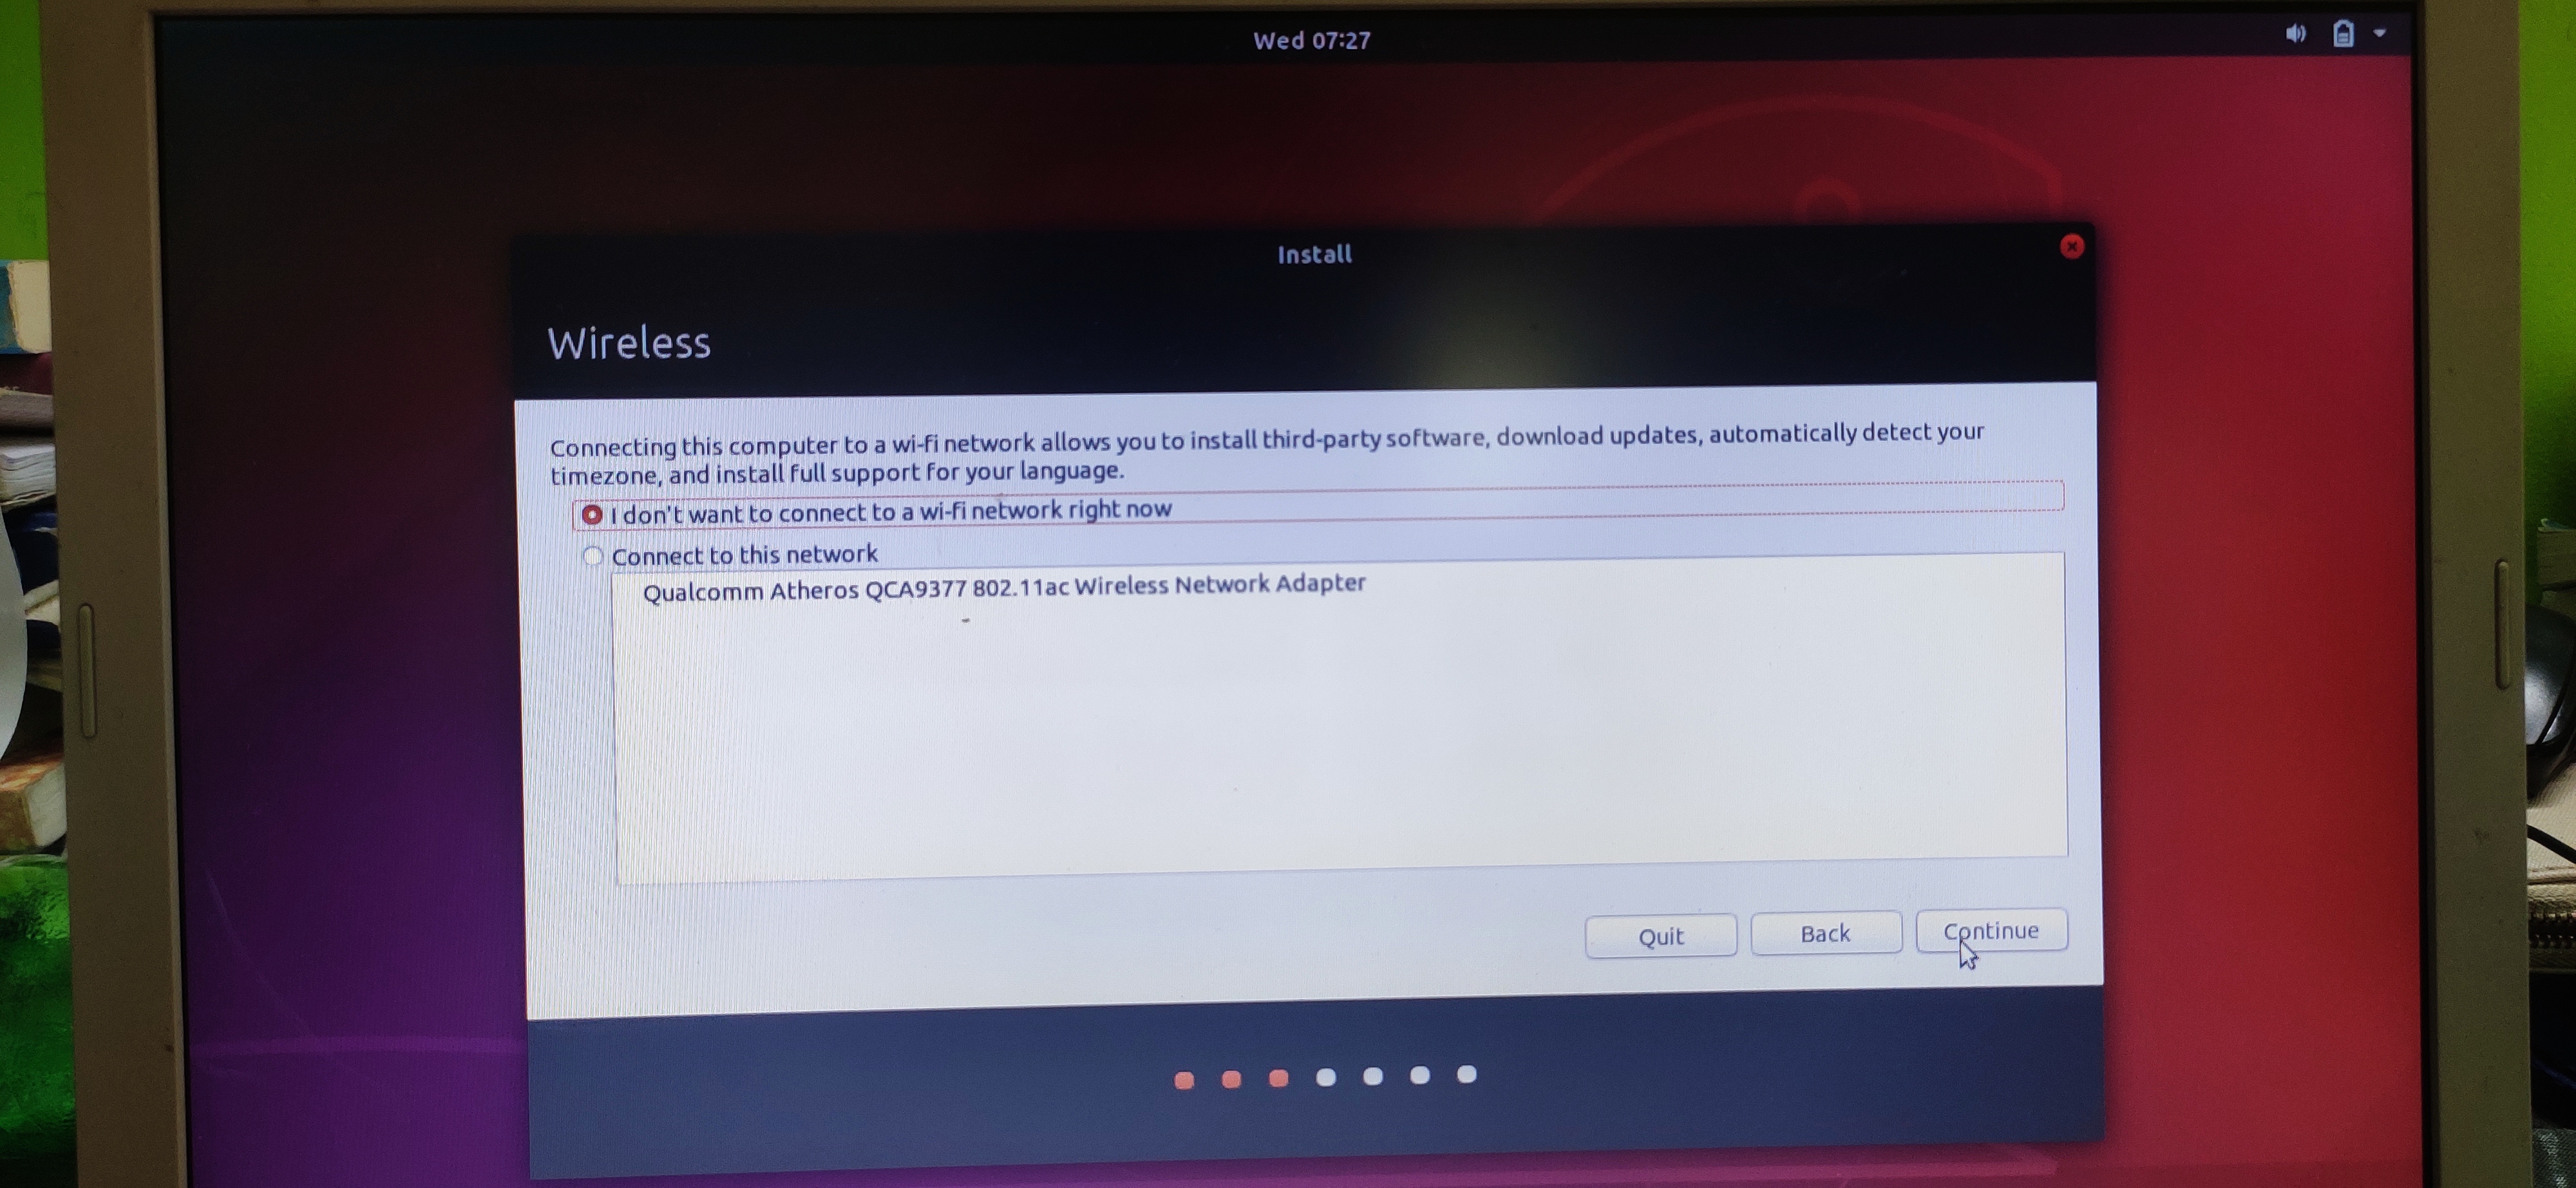 Wed 07:27
Install
Wireless
Connecting this computer to a wi-fi network allows you to install third-party software, download updates, automatically detect your
timezone, and install full support for your language.
I don't want to connect to a wi-fi network right now
Connect to this network
Qualcomm Atheros QCA9377 802.11ac Wireless Network Adapter
Quit
Back
Continue